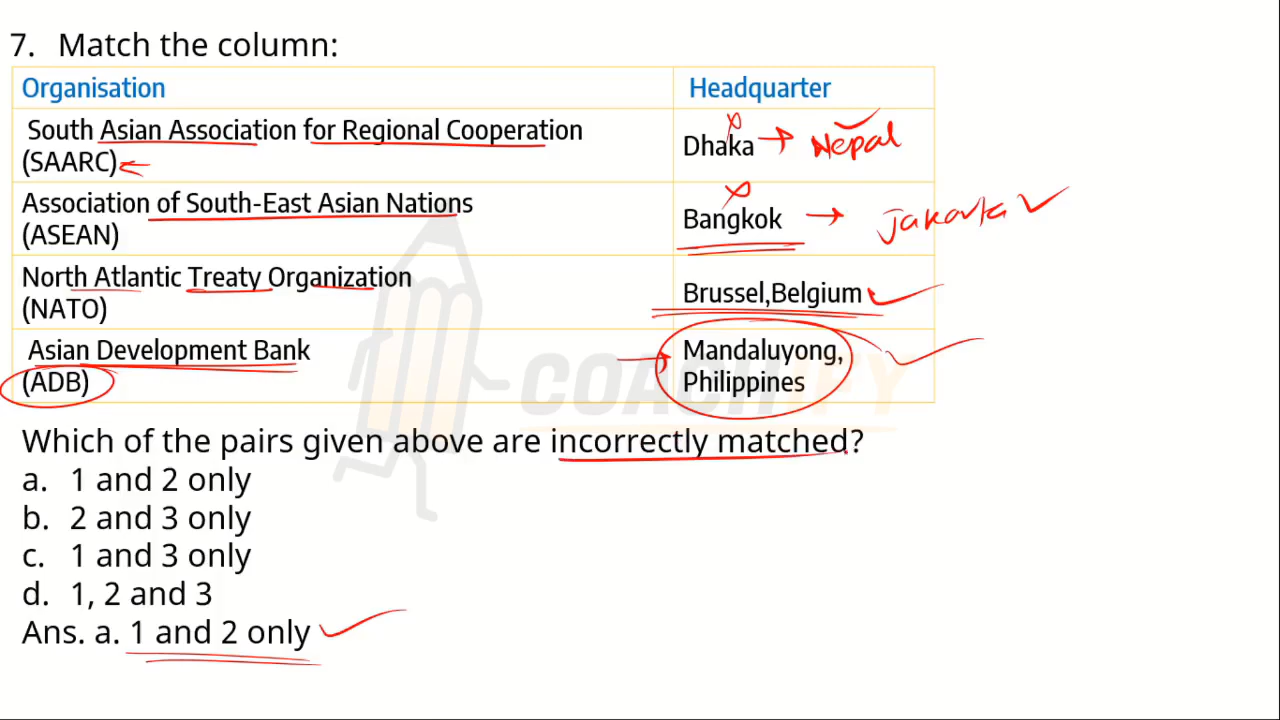 7. Match the column:
Organisation Headquarter
South Asian Association for Regional Cooperation
(SAARC)
Dhaka → Nepal
Association of South-East Asian Nations
(ASEAN)
Bangkok → Jakarta
North Atlantic Treaty Organization
(NATO)
Brussel,Belgium
Asian Development Bank
(ADB)
Mandaluyong,
Philippines
COACHIFY
Which of the pairs given above are incorrectly matched?
a. 1 and 2 only
b. 2 and 3 only
c. 1 and 3 only
d. 1, 2 and 3
Ans. a. 1 and 2 only